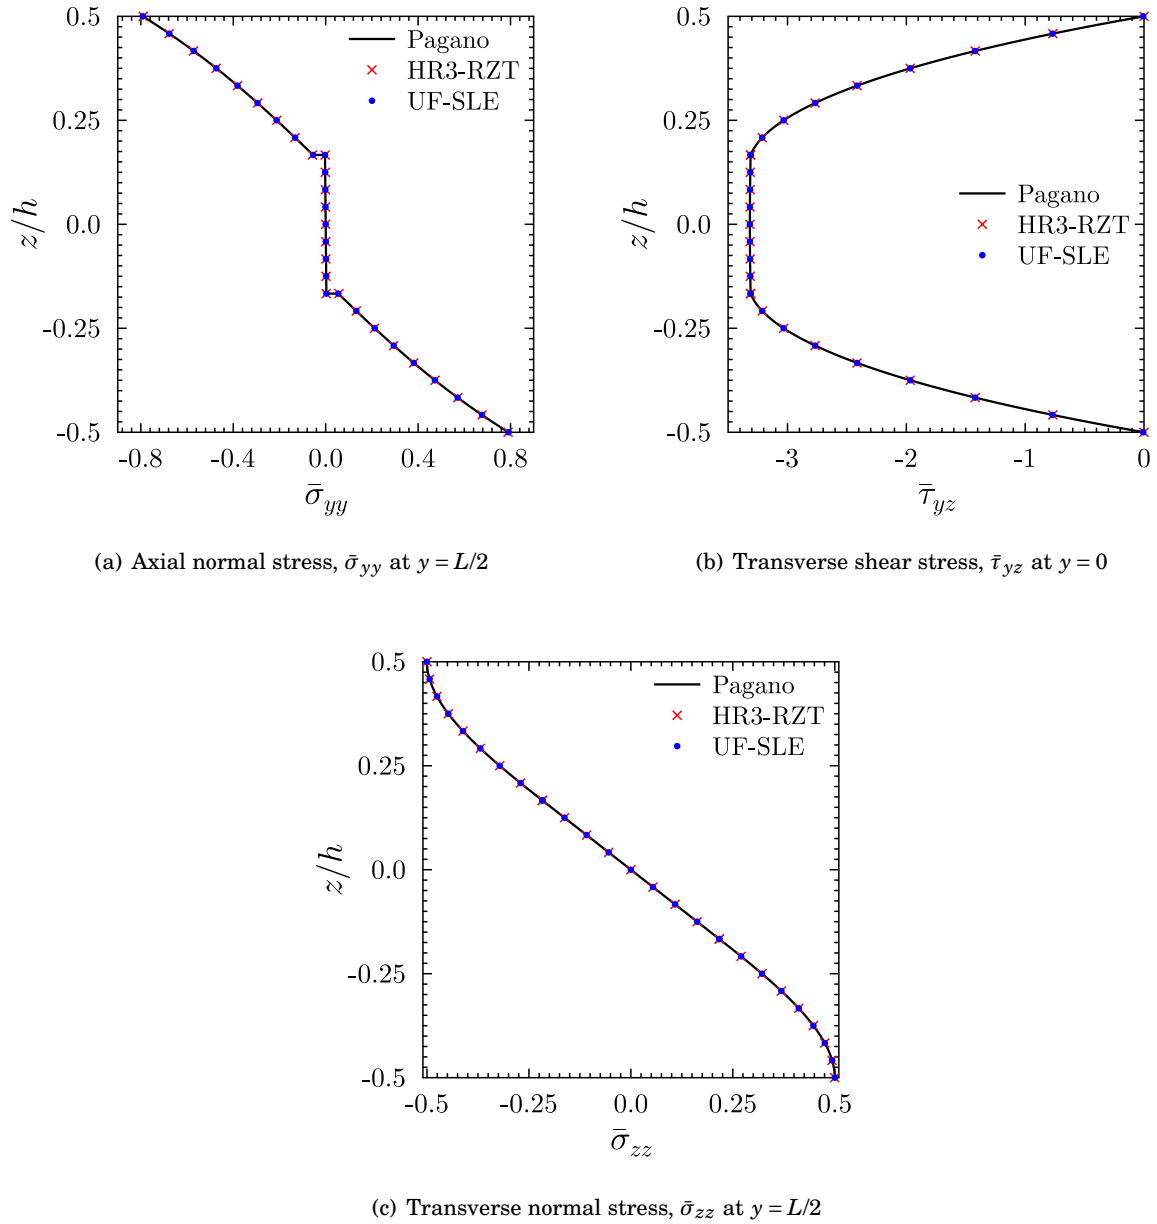 0.5
0.25
0.0
-0.25
-0.5
z/h
-0.8
-0.4
0.0
0.4
0.8
σ̄yy
Pagano
HR3-RZT
UF-SLE
(a) Axial normal stress, σ̄yy at y = L/2
0.5
0.25
0.0
-0.25
-0.5
z/h
-3
-2
-1
0
τ̄yz
Pagano
HR3-RZT
UF-SLE
(b) Transverse shear stress, τ̄yz at y = 0
0.5
0.25
0.0
-0.25
-0.5
z/h
-0.5
-0.25
0.0
0.25
0.5
σ̄zz
Pagano
HR3-RZT
UF-SLE
(c) Transverse normal stress, σ̄zz at y = L/2